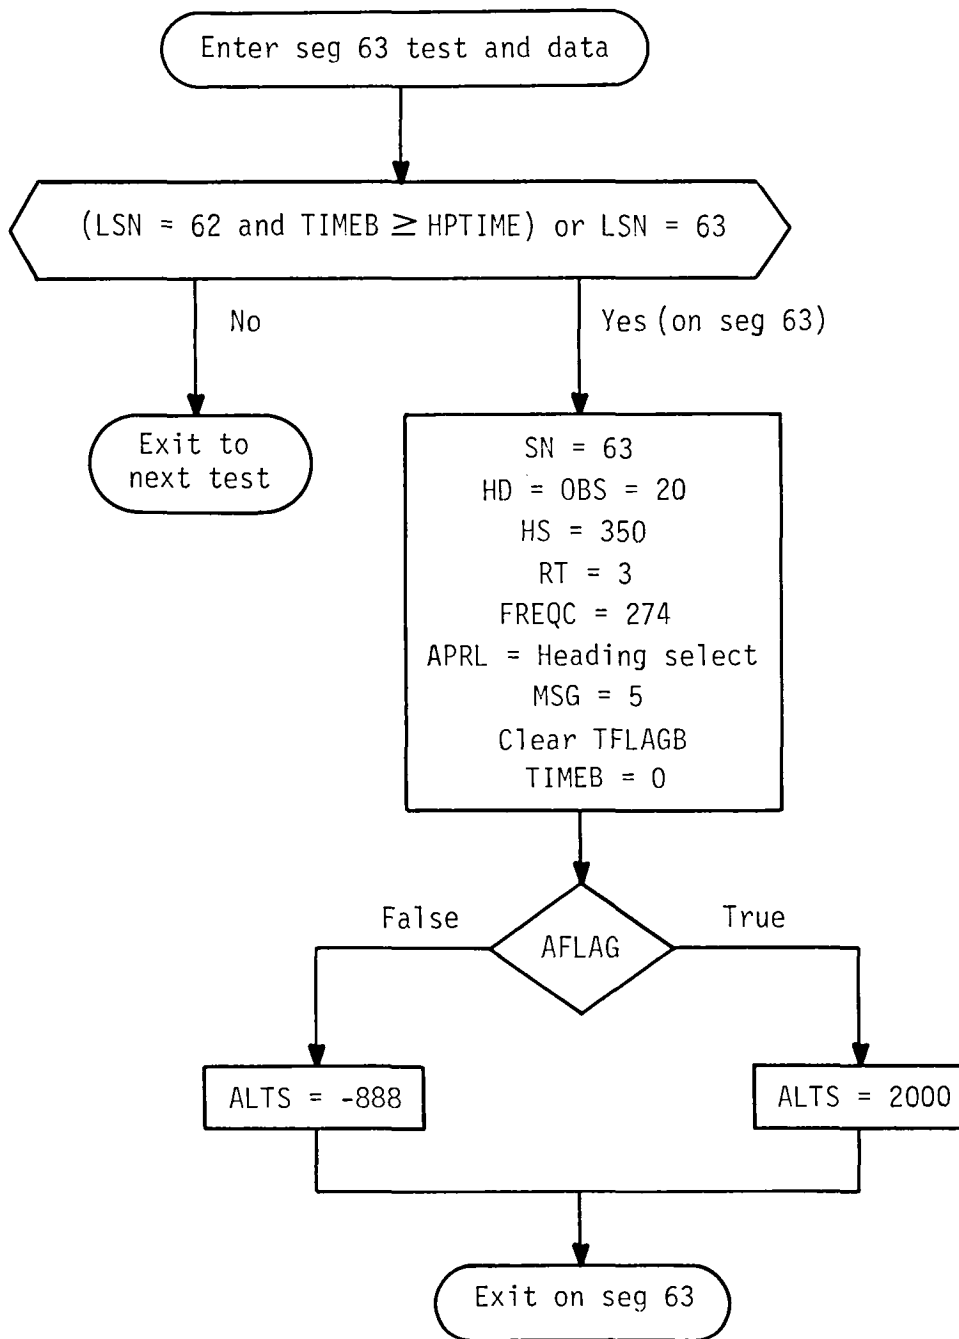 Enter seg 63 test and data
(LSN = 62 and TIMEB ≥ HPTIME) or LSN = 63
No
Yes (on seg 63)
Exit to
next test
SN = 63
HD = OBS = 20
HS = 350
RT = 3
FREQC = 274
APRL = Heading select
MSG = 5
Clear TFLAGB
TIMEB = 0
False
True
AFLAG
ALTS = -888
ALTS = 2000
Exit on seg 63